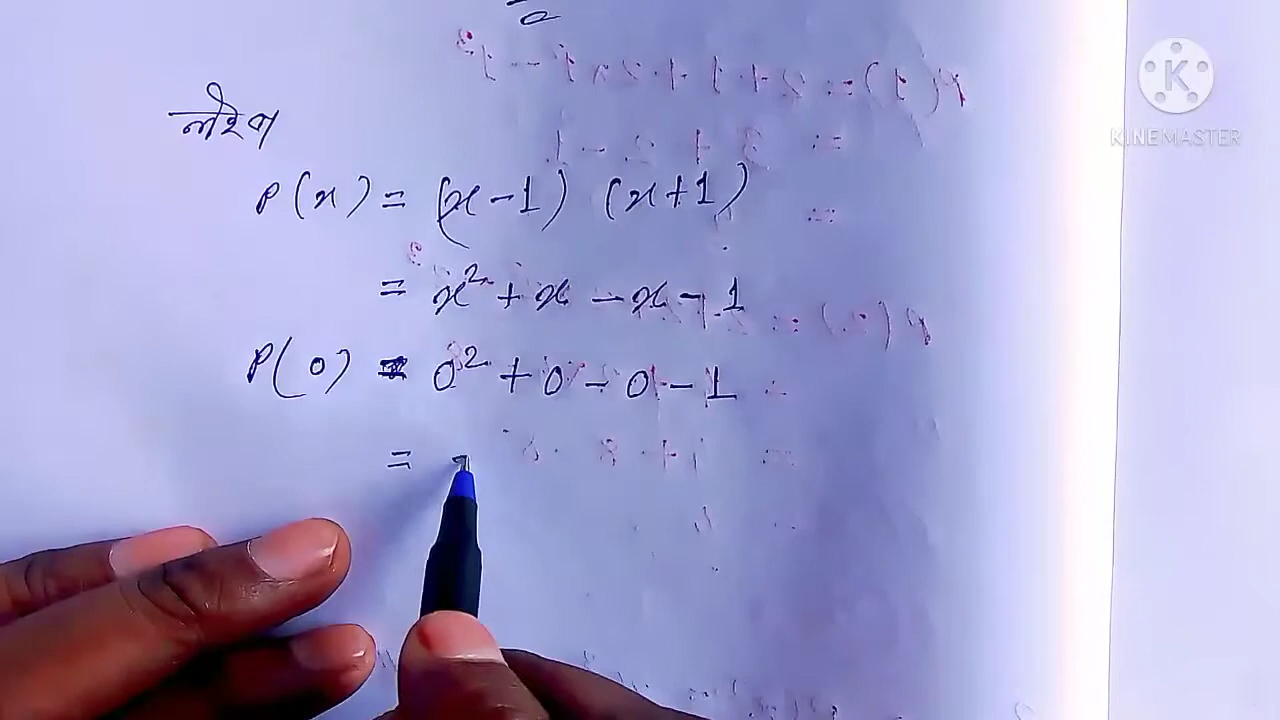 P(x) = (x-1) (x+1)
= x² + x - x - 1
P(0) = 0² + 0 - 0 - 1
= -
KINEMASTER